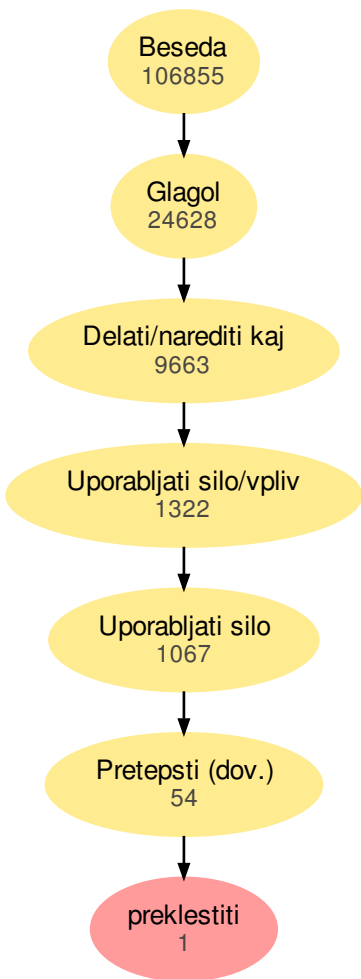 Beseda
106855
Glagol
24628
Delati/narediti kaj
9663
Uporabljati silo/vpliv
1322
Uporabljati silo
1067
Pretepsti (dov.)
54
preklestiti
1